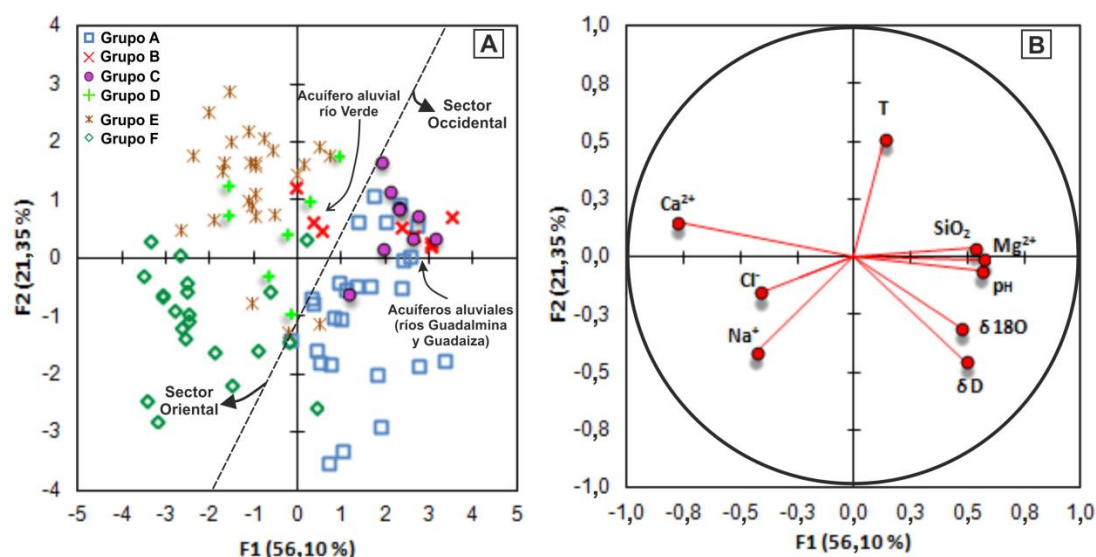 A
Grupo A
Grupo B
Grupo C
Grupo D
Grupo E
Grupo F
Acuífero aluvial
río Verde
Sector
Occidental
Acuíferos aluviales
(ríos Guadalmina
y Guadaiza)
Sector
Oriental
F2 (21,35 %)
4
3
2
1
0
-1
-2
-3
-4
-5 -4 -3 -2 -1 0 1 2 3 4 5
F1 (56,10 %)
B
T
Ca2+
SiO2
Mg2+
pH
Cl-
Na+
δ 18O
δ D
F2 (21,35 %)
1,0
0,8
0,5
0,3
0,0
-0,3
-0,5
-0,8
-1,0
-1,0 -0,8 -0,5 -0,3 0,0 0,3 0,5 0,8 1,0
F1 (56,10 %)